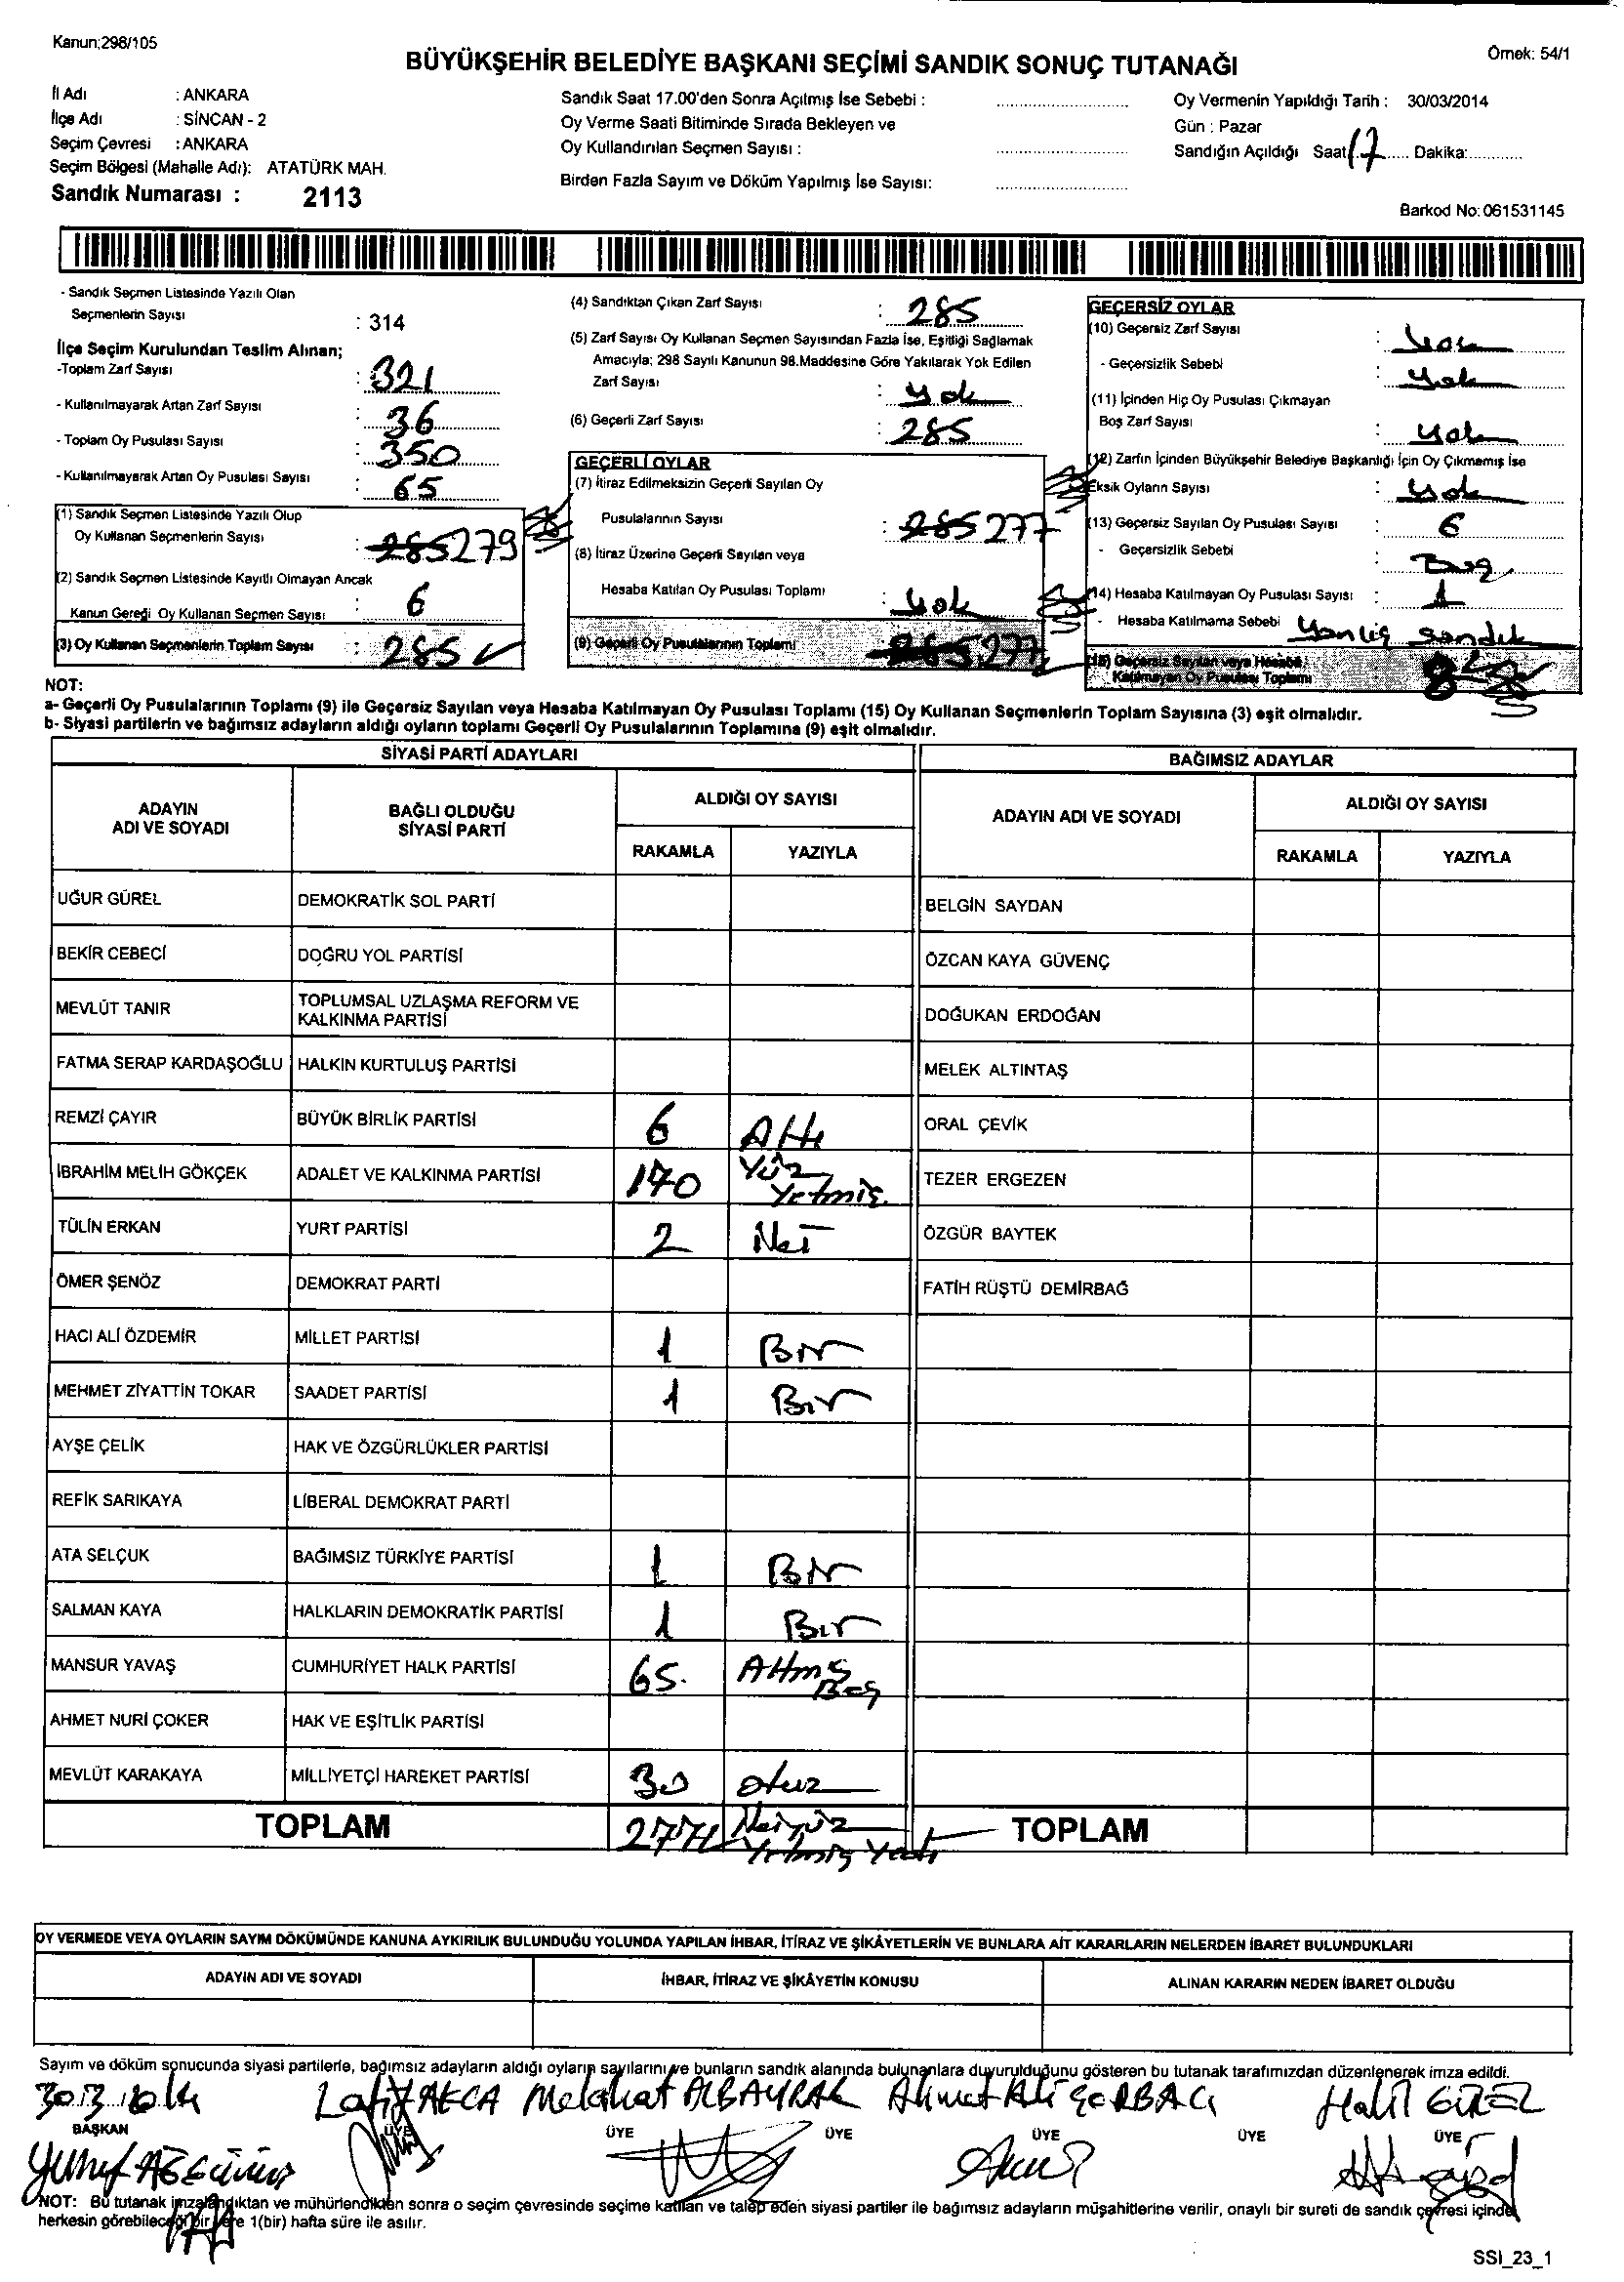 Kanun;298/105
Örnek: 54/1
BÜYÜKŞEHİR BELEDİYE BAŞKANI SEÇİMİ SANDIK SONUÇ TUTANAĞI
İl Adı : ANKARA
İlçe Adı : SİNCAN - 2
Seçim Çevresi : ANKARA
Seçim Bölgesi (Mahalle Adı): ATATÜRK MAH.
Sandık Numarası : 2113
Sandık Saat 17.00'den Sonra Açılmış İse Sebebi :
Oy Verme Saati Bitiminde Sırada Bekleyen ve
Oy Kullandırılan Seçmen Sayısı :
Birden Fazla Sayım ve Döküm Yapılmış İse Sayısı:
Oy Vermenin Yapıldığı Tarih : 30/03/2014
Gün : Pazar
Sandığın Açıldığı Saat 17 Dakika:
Barkod No: 061531145
- Sandık Seçmen Listesinde Yazılı Olan
Seçmenlerin Sayısı : 314
İlçe Seçim Kurulundan Teslim Alınan;
-Toplam Zarf Sayısı : 321
- Kullanılmayarak Artan Zarf Sayısı : 36
- Toplam Oy Pusulası Sayısı : 350
- Kullanılmayarak Artan Oy Pusulası Sayısı : 65
(1) Sandık Seçmen Listesinde Yazılı Olup
Oy Kullanan Seçmenlerin Sayısı : 285 279
(2) Sandık Seçmen Listesinde Kayıtlı Olmayan Ancak
Kanun Gereği Oy Kullanan Seçmen Sayısı : 6
(3) Oy Kullanan Seçmenlerin Toplam Sayısı : 285
(4) Sandıktan Çıkan Zarf Sayısı : 285
(5) Zarf Sayısı Oy Kullanan Seçmen Sayısından Fazla İse, Eşitliği Sağlamak
Amacıyla; 298 Sayılı Kanunun 98.Maddesine Göre Yakılarak Yok Edilen
Zarf Sayısı : Yok
(6) Geçerli Zarf Sayısı : 285
GEÇERLİ OYLAR
(7) İtiraz Edilmeksizin Geçerli Sayılan Oy
Pusulalarının Sayısı : 285 277
(8) İtiraz Üzerine Geçerli Sayılan veya
Hesaba Katılan Oy Pusulası Toplamı : Yok
(9) Geçerli Oy Pusulalarının Toplamı 285 277
GEÇERSİZ OYLAR
(10) Geçersiz Zarf Sayısı : Yok
- Geçersizlik Sebebi : Yok
(11) İçinden Hiç Oy Pusulası Çıkmayan
Boş Zarf Sayısı : Yok
(12) Zarfın İçinden Büyükşehir Belediye Başkanlığı İçin Oy Çıkmamış İse
Eksik Oyların Sayısı : Yok
(13) Geçersiz Sayılan Oy Pusulası Sayısı : 6
- Geçersizlik Sebebi Boş
(14) Hesaba Katılmayan Oy Pusulası Sayısı : 1
- Hesaba Katılmama Sebebi Yanlış sandık
(15) Geçersiz Sayılan veya Hesaba
Katılmayan Oy Pusulası Toplamı 8
NOT:
a- Geçerli Oy Pusulalarının Toplamı (9) ile Geçersiz Sayılan veya Hesaba Katılmayan Oy Pusulası Toplamı (15) Oy Kullanan Seçmenlerin Toplam Sayısına (3) eşit olmalıdır.
b- Siyasi partilerin ve bağımsız adayların aldığı oyların toplamı Geçerli Oy Pusulalarının Toplamına (9) eşit olmalıdır.
SİYASİ PARTİ ADAYLARI
BAĞIMSIZ ADAYLAR
ADAYIN ADI VE SOYADI
BAĞLI OLDUĞU SİYASİ PARTİ
ALDIĞI OY SAYISI
RAKAMLA YAZIYLA
ADAYIN ADI VE SOYADI
ALDIĞI OY SAYISI
RAKAMLA YAZIYLA
UĞUR GÜREL DEMOKRATİK SOL PARTİ BELGİN SAYDAN
BEKİR CEBECİ DOĞRU YOL PARTİSİ ÖZCAN KAYA GÜVENÇ
MEVLÜT TANIR TOPLUMSAL UZLAŞMA REFORM VE KALKINMA PARTİSİ DOĞUKAN ERDOĞAN
FATMA SERAP KARDAŞOĞLU HALKIN KURTULUŞ PARTİSİ MELEK ALTINTAŞ
REMZİ ÇAYIR BÜYÜK BİRLİK PARTİSİ 6 Altı ORAL ÇEVİK
İBRAHİM MELİH GÖKÇEK ADALET VE KALKINMA PARTİSİ 170 Yüz Yetmiş TEZER ERGEZEN
TÜLİN ERKAN YURT PARTİSİ 2 İki ÖZGÜR BAYTEK
ÖMER ŞENÖZ DEMOKRAT PARTİ FATİH RÜŞTÜ DEMİRBAĞ
HACI ALİ ÖZDEMİR MİLLET PARTİSİ 1 Bir
MEHMET ZİYATTİN TOKAR SAADET PARTİSİ 1 Bir
AYŞE ÇELİK HAK VE ÖZGÜRLÜKLER PARTİSİ
REFİK SARIKAYA LİBERAL DEMOKRAT PARTİ
ATA SELÇUK BAĞIMSIZ TÜRKİYE PARTİSİ 1 Bir
SALMAN KAYA HALKLARIN DEMOKRATİK PARTİSİ 1 Bir
MANSUR YAVAŞ CUMHURİYET HALK PARTİSİ 65. Altmış Beş
AHMET NURİ ÇOKER HAK VE EŞİTLİK PARTİSİ
MEVLÜT KARAKAYA MİLLİYETÇİ HAREKET PARTİSİ 30 otuz
TOPLAM 277 İkiyüz Yetmiş Yedi TOPLAM
OY VERMEDE VEYA OYLARIN SAYIM DÖKÜMÜNDE KANUNA AYKIRILIK BULUNDUĞU YOLUNDA YAPILAN İHBAR, İTİRAZ VE ŞİKÂYETLERİN VE BUNLARA AİT KARARLARIN NELERDEN İBARET BULUNDUKLARI
ADAYIN ADI VE SOYADI İHBAR, İTİRAZ VE ŞİKÂYETİN KONUSU ALINAN KARARIN NEDEN İBARET OLDUĞU
Sayım ve döküm sonucunda siyasi partilerle, bağımsız adayların aldığı oyların sayılarını ve bunların sandık alanında bulunanlara duyurulduğunu gösteren bu tutanak tarafımızdan düzenlenerek imza edildi.
Latif AKCA Melahat ALBAYRAK Ahmet Ali ÇORBACI Halil GÜZEL
BAŞKAN ÜYE ÜYE ÜYE ÜYE ÜYE ÜYE
NOT: Bu tutanak imzalandıktan ve mühürlendikten sonra o seçim çevresinde seçime katılan ve talep eden siyasi partiler ile bağımsız adayların müşahitlerine verilir, onaylı bir sureti de sandık çevresi içinde
herkesin görebileceği bir yere 1(bir) hafta süre ile asılır.
SSI_23_1